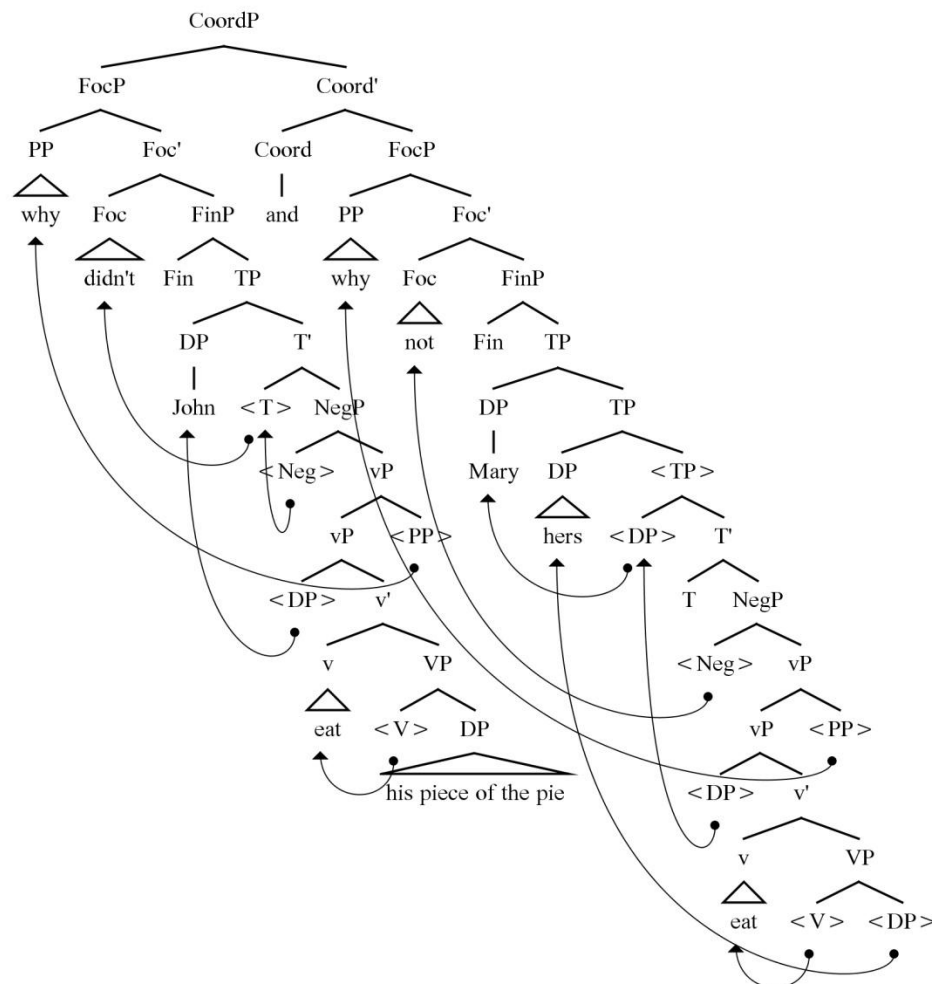 CoordP
FocP Coord'
PP Foc' Coord FocP
why Foc FinP and PP Foc'
didn't Fin TP why Foc FinP
DP T' not Fin TP
John <T> NegP DP TP
<Neg> vP Mary DP <TP>
vP <PP> hers <DP> T'
<DP> v' T NegP
v VP <Neg> vP
eat <V> DP vP <PP>
his piece of the pie <DP> v'
v VP
eat <V> <DP>